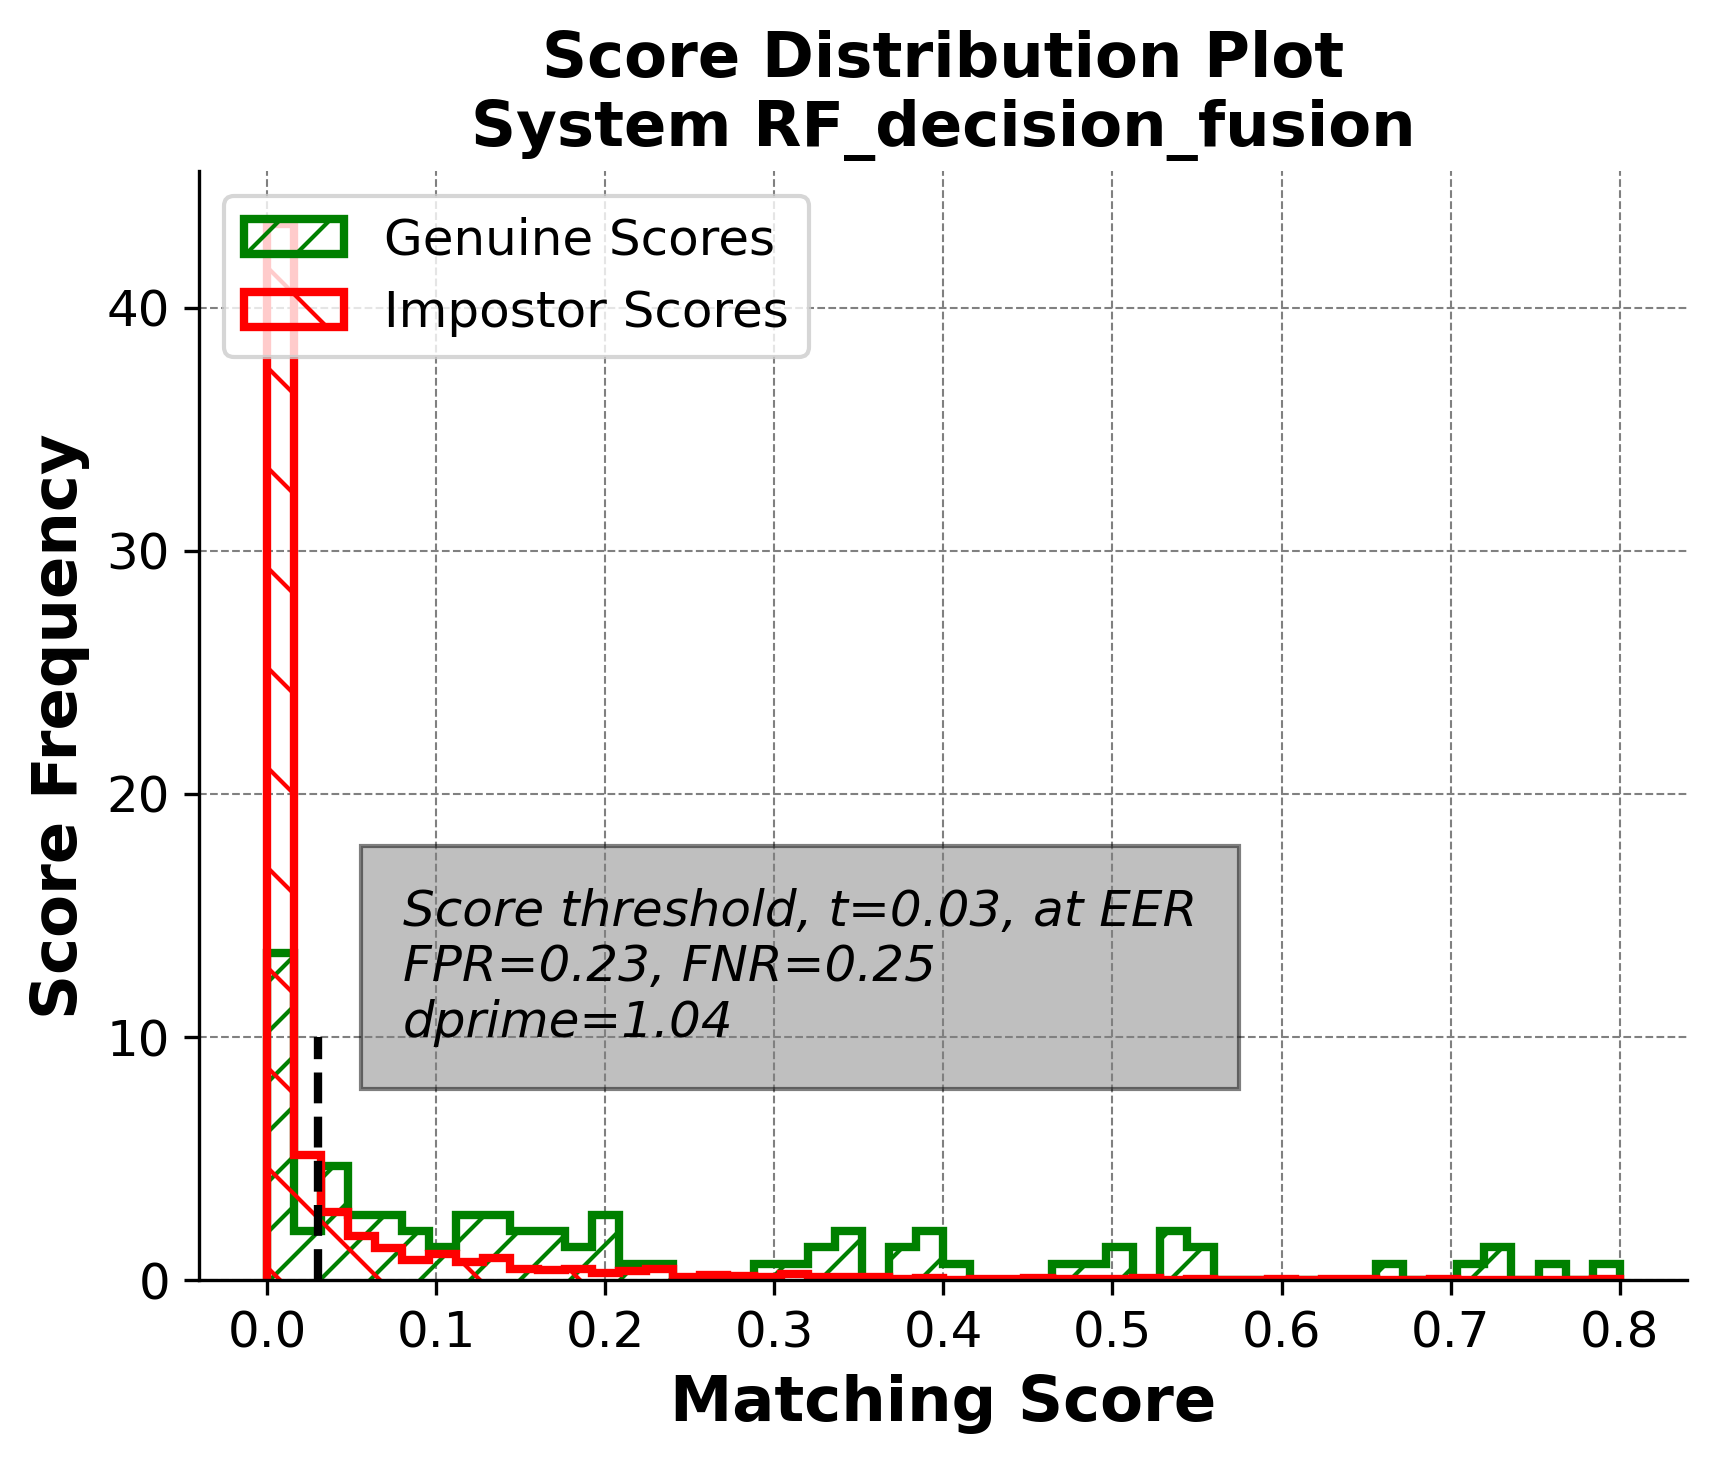 Score Distribution Plot
System RF_decision_fusion
Genuine Scores
Impostor Scores
Score Frequency
40
30
20
10
0
Score threshold, t=0.03, at EER
FPR=0.23, FNR=0.25
dprime=1.04
0.0 0.1 0.2 0.3 0.4 0.5 0.6 0.7 0.8
Matching Score